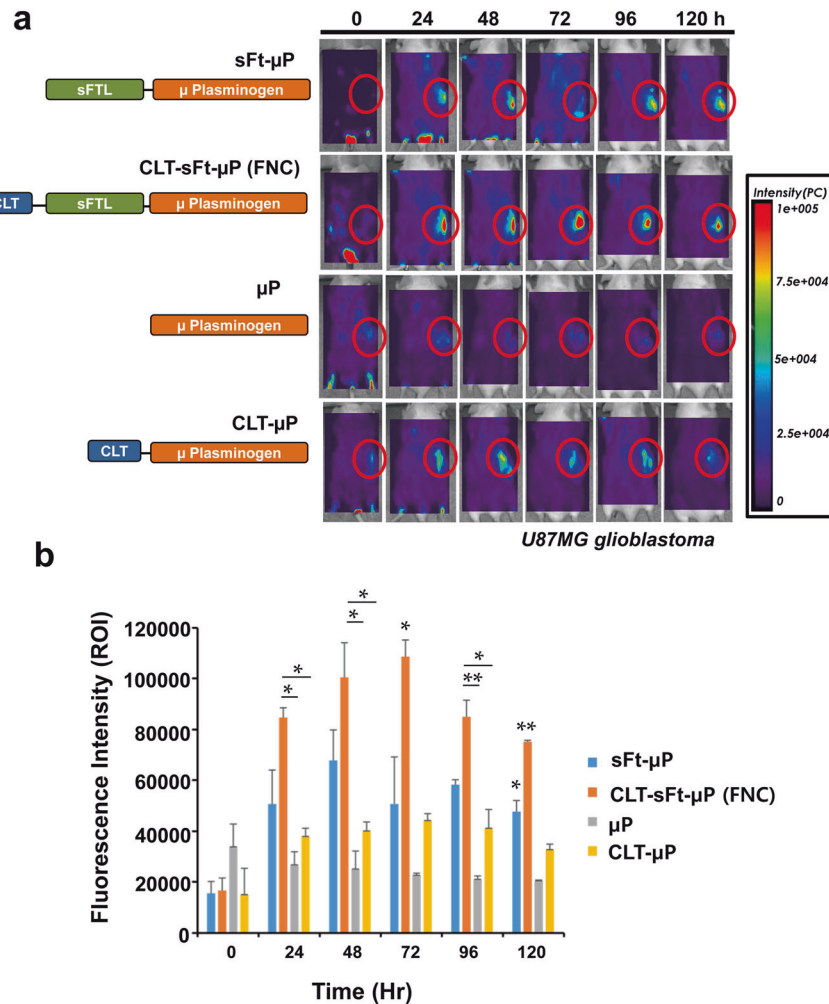 a
0 24 48 72 96 120 h
sFt-μP
sFTL μ Plasminogen
CLT-sFt-μP (FNC)
CLT sFTL μ Plasminogen
μP
μ Plasminogen
CLT-μP
CLT μ Plasminogen
Intensity(PC)
1e+005
7.5e+004
5e+004
2.5e+004
0
U87MG glioblastoma
b
Fluorescence Intensity (ROI)
120000
100000
80000
60000
40000
20000
0
* *
* *
*
* **
* **
0 24 48 72 96 120
Time (Hr)
sFt-μP
CLT-sFt-μP (FNC)
μP
CLT-μP